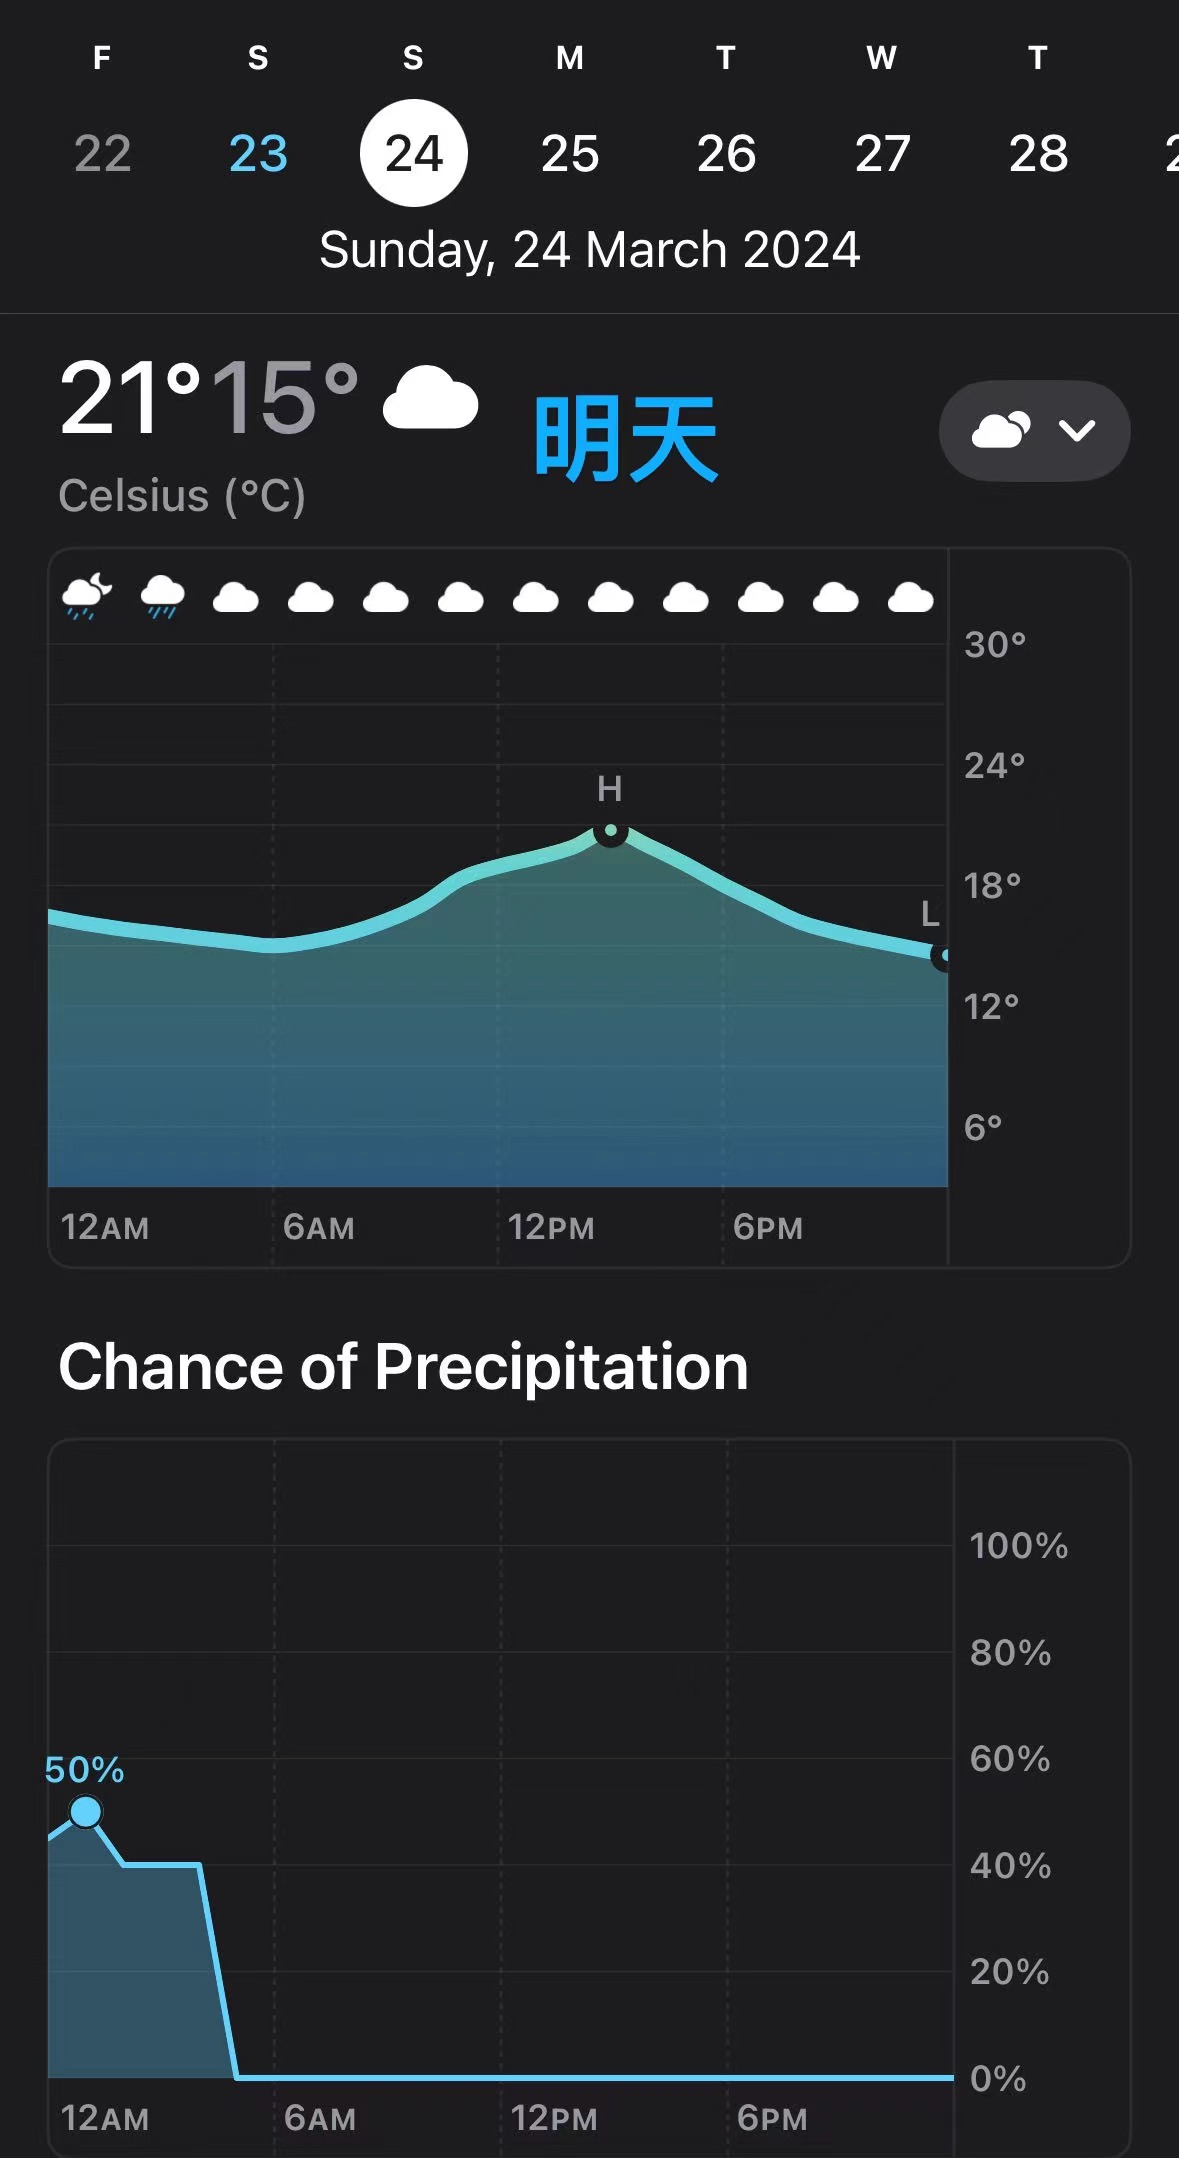 F S S M T W T
22 23 24 25 26 27 28
Sunday, 24 March 2024
21° 15°
明天
Celsius (°C)
30°
24°
H
18°
L
12°
6°
12AM 6AM 12PM 6PM
Chance of Precipitation
100%
80%
60%
50%
40%
20%
0%
12AM 6AM 12PM 6PM